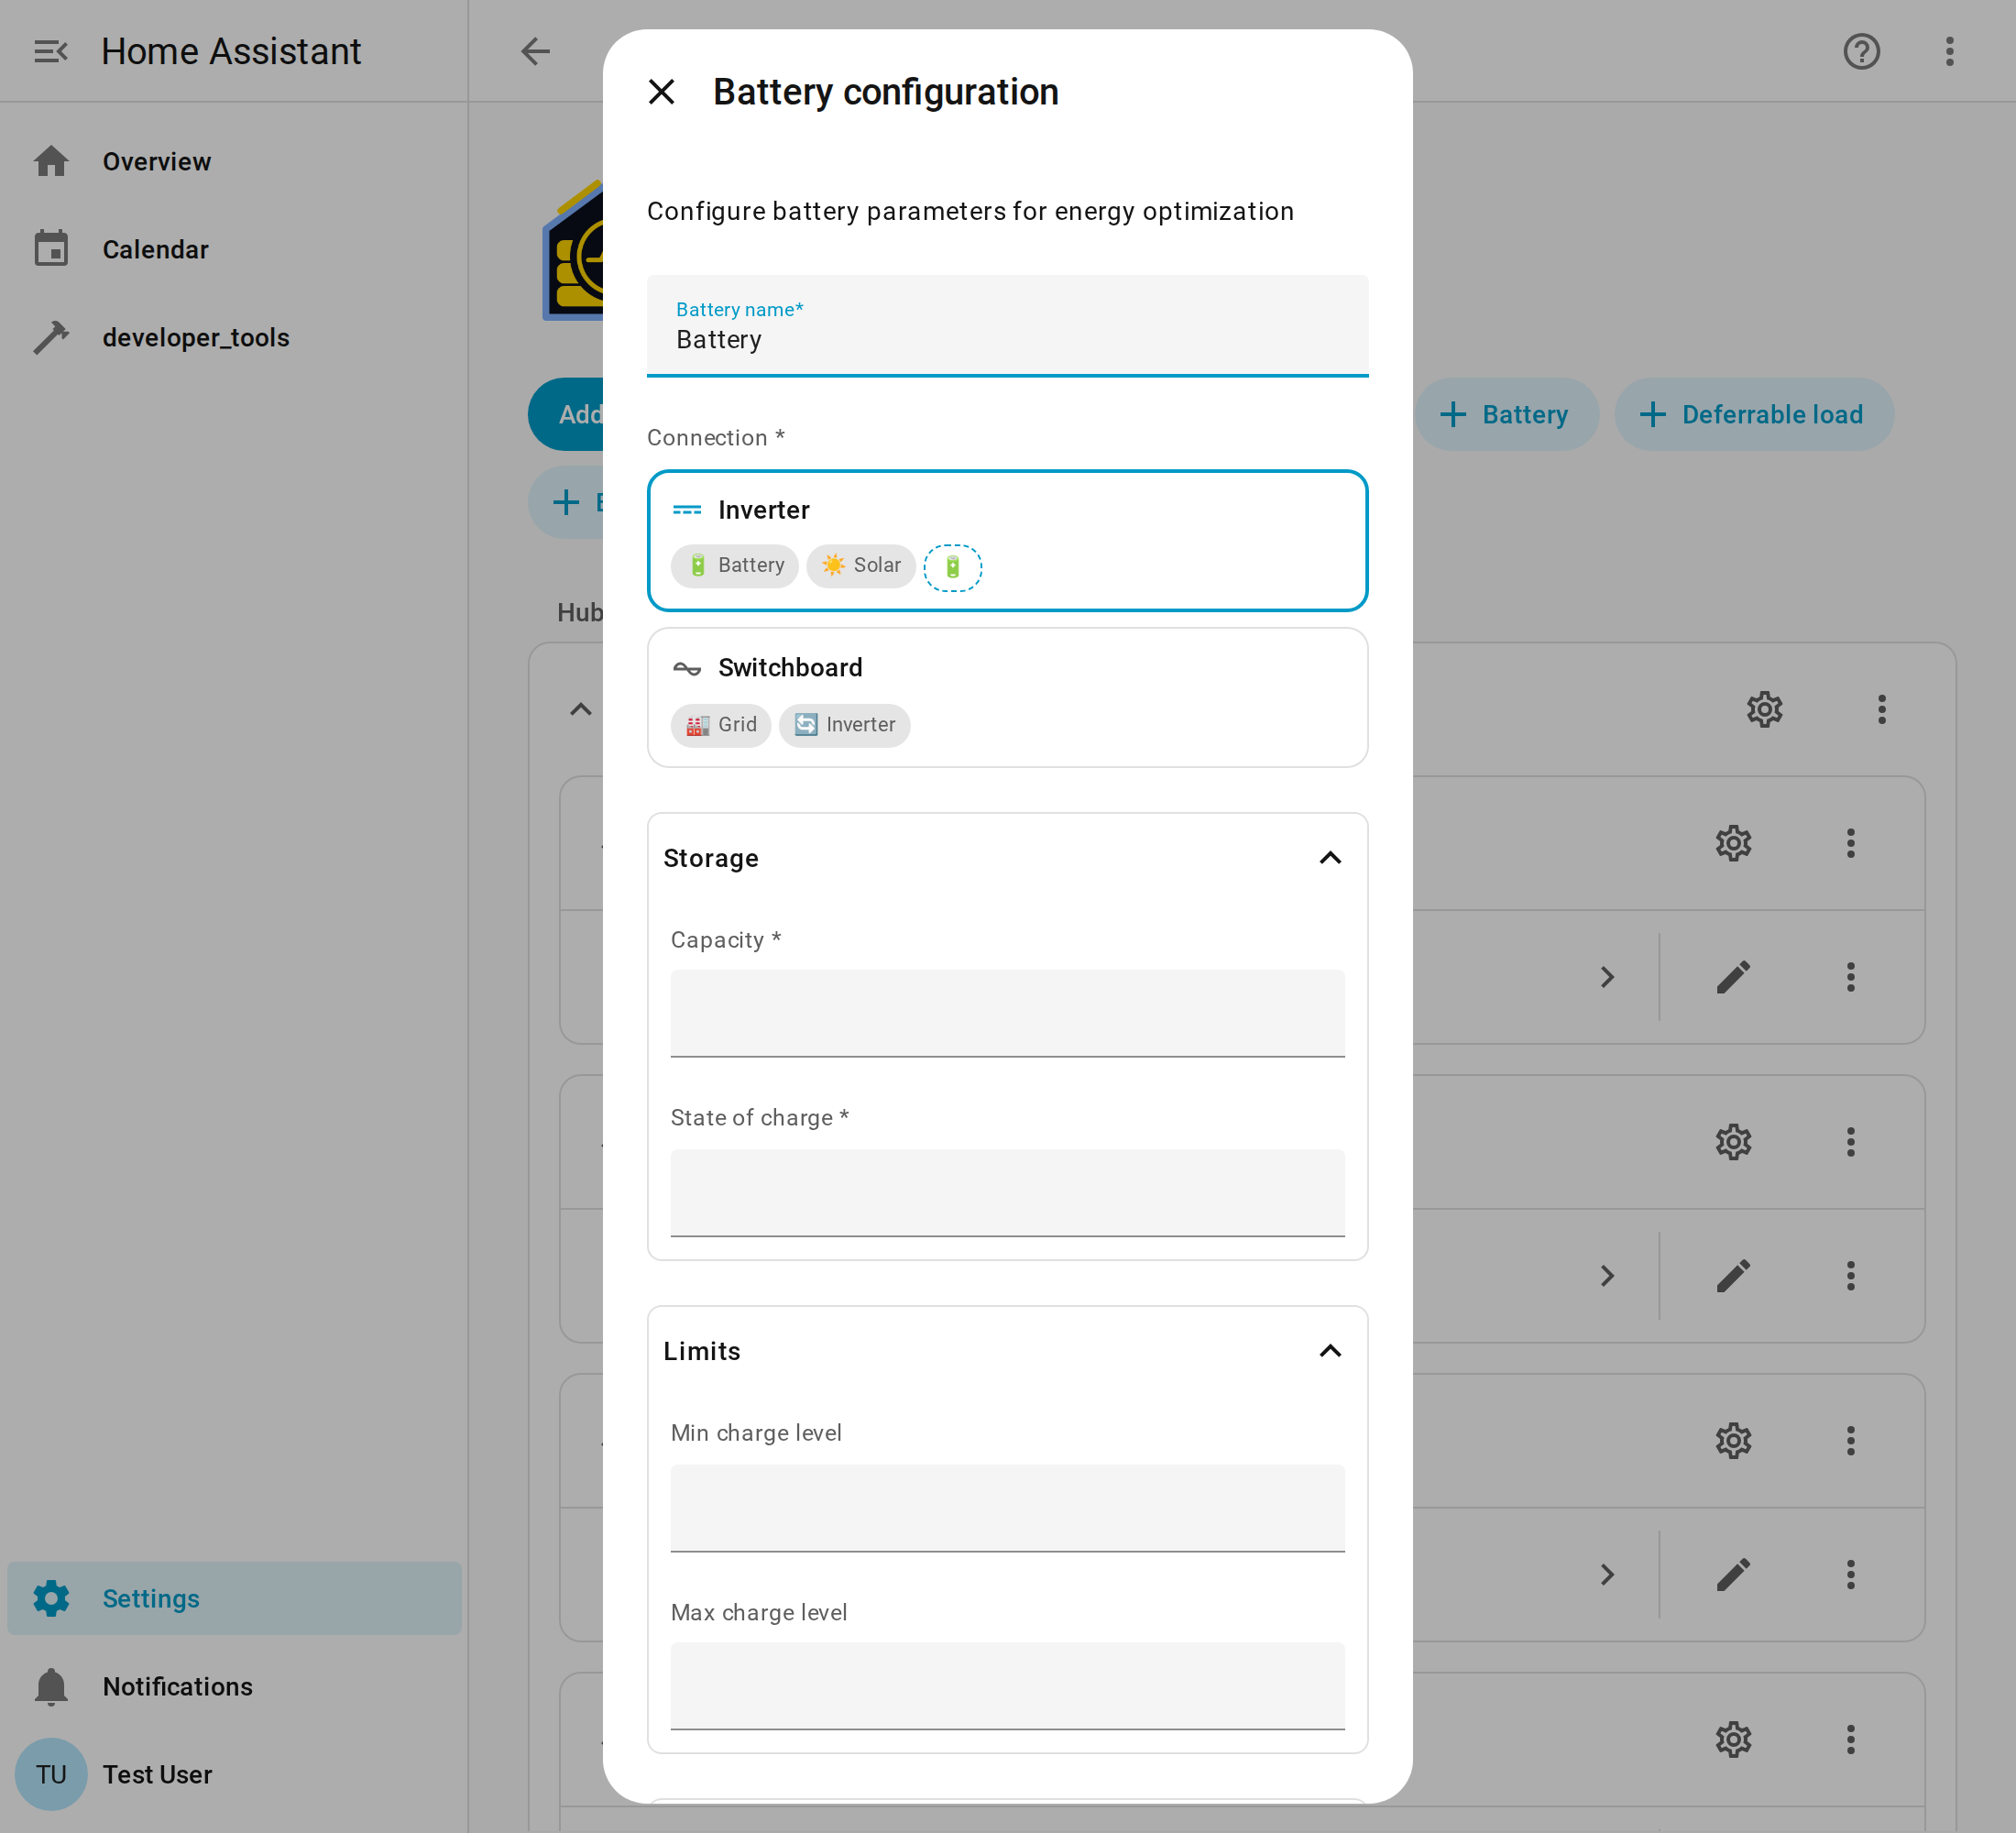 Home Assistant
Overview
Calendar
developer_tools
Settings
Notifications
TU Test User
Add
Hub
Battery configuration
Configure battery parameters for energy optimization
Battery name*
Battery
Connection *
Inverter
Battery Solar
Switchboard
Grid Inverter
Storage
Capacity *
State of charge *
Limits
Min charge level
Max charge level
Battery Deferrable load